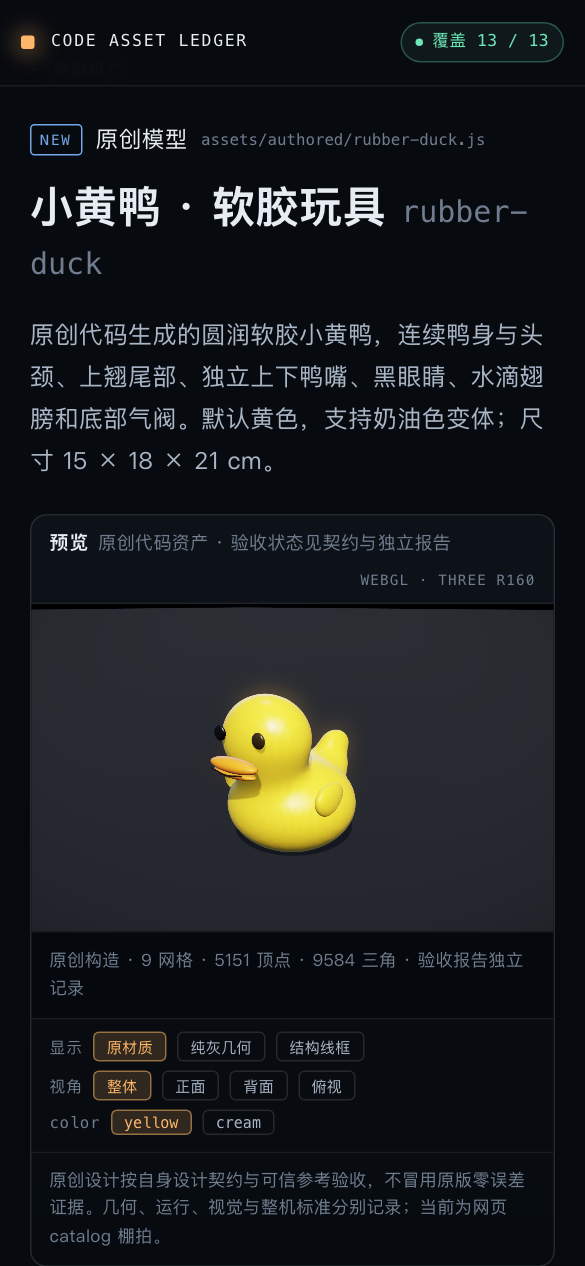 CODE ASSET LEDGER
覆盖 13 / 13
NEW 原创模型 assets/authored/rubber-duck.js
小黄鸭 · 软胶玩具 rubber-
duck
原创代码生成的圆润软胶小黄鸭，连续鸭身与头
颈、上翘尾部、独立上下鸭嘴、黑眼睛、水滴翅
膀和底部气阀。默认黄色，支持奶油色变体；尺
寸 15 × 18 × 21 cm。
预览 原创代码资产 · 验收状态见契约与独立报告
WEBGL · THREE R160
原创构造 · 9 网格 · 5151 顶点 · 9584 三角 · 验收报告独立
记录
显示 原材质 纯灰几何 结构线框
视角 整体 正面 背面 俯视
color yellow cream
原创设计按自身设计契约与可信参考验收，不冒用原版零误差
证据。几何、运行、视觉与整机标准分别记录；当前为网页
catalog 棚拍。